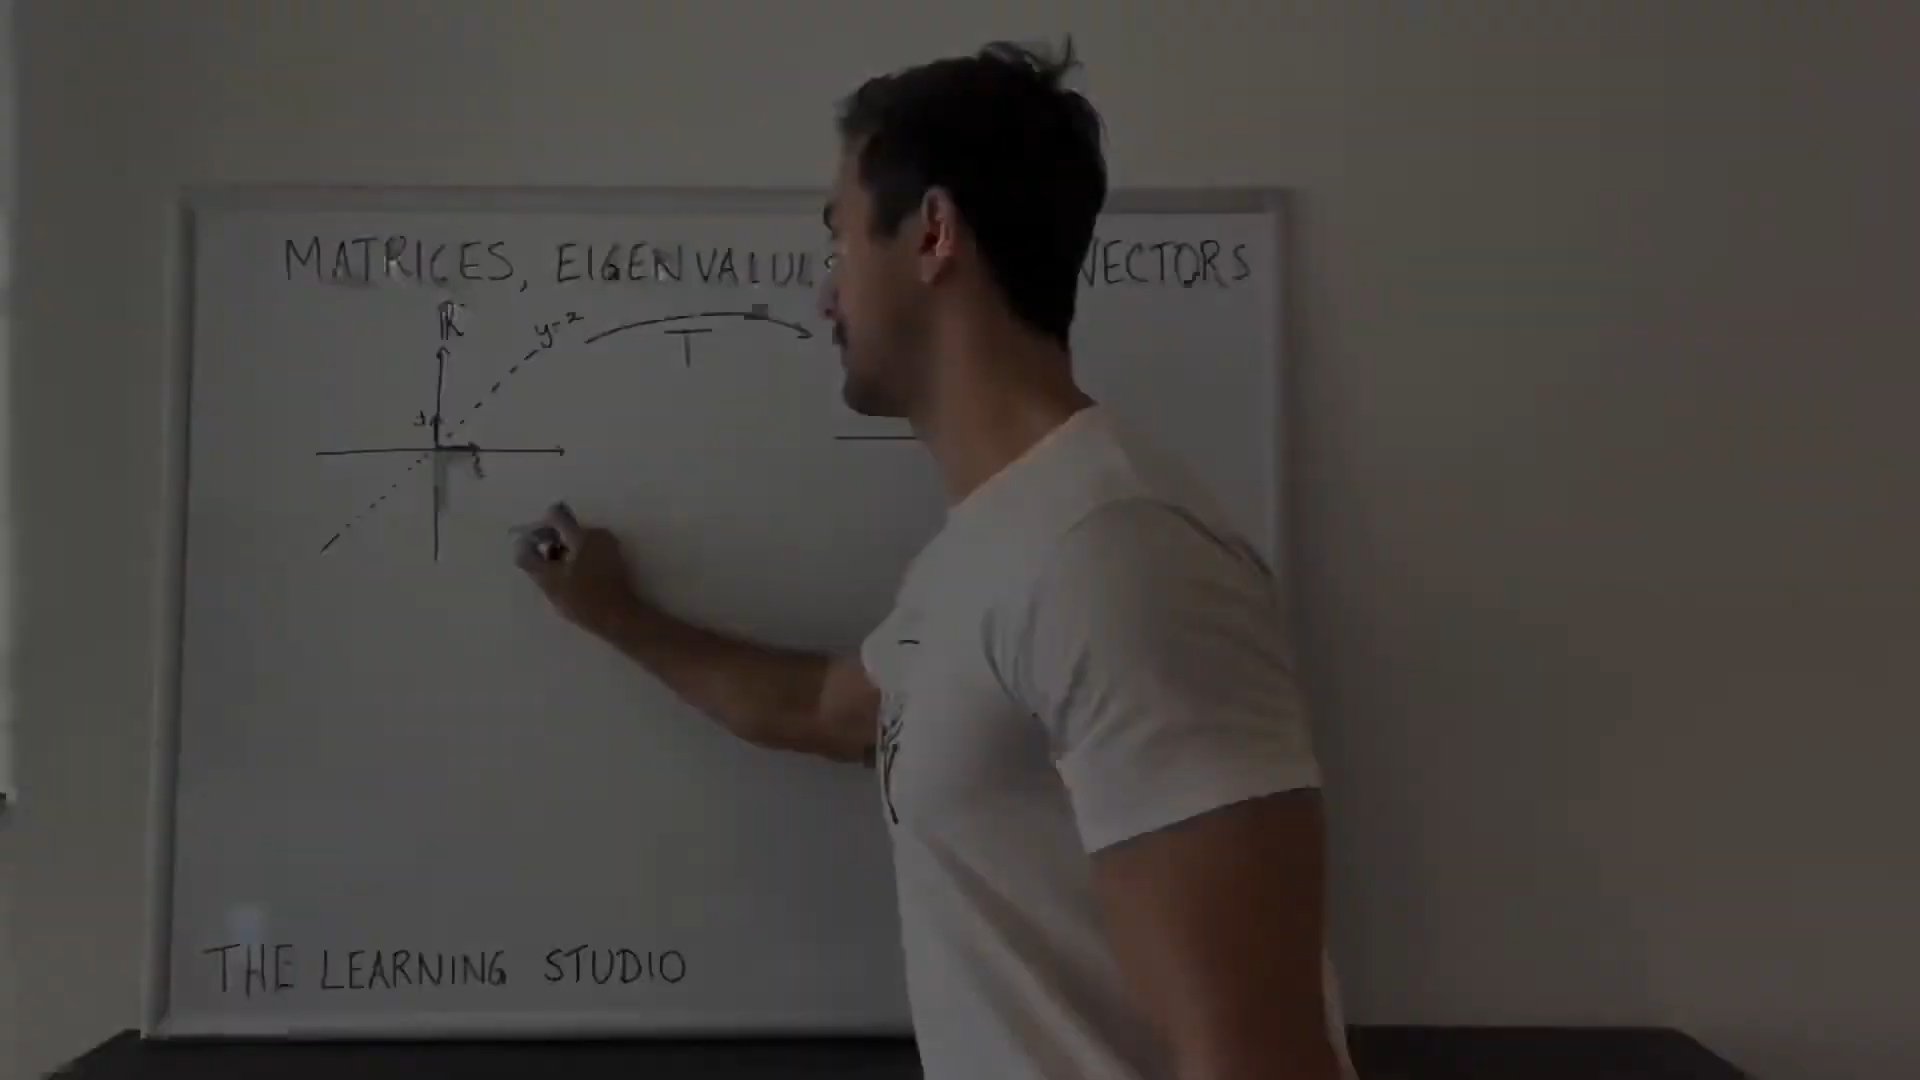 MATRICES, EIGENVALUES VECTORS
R
y=x
T
THE LEARNING STUDIO